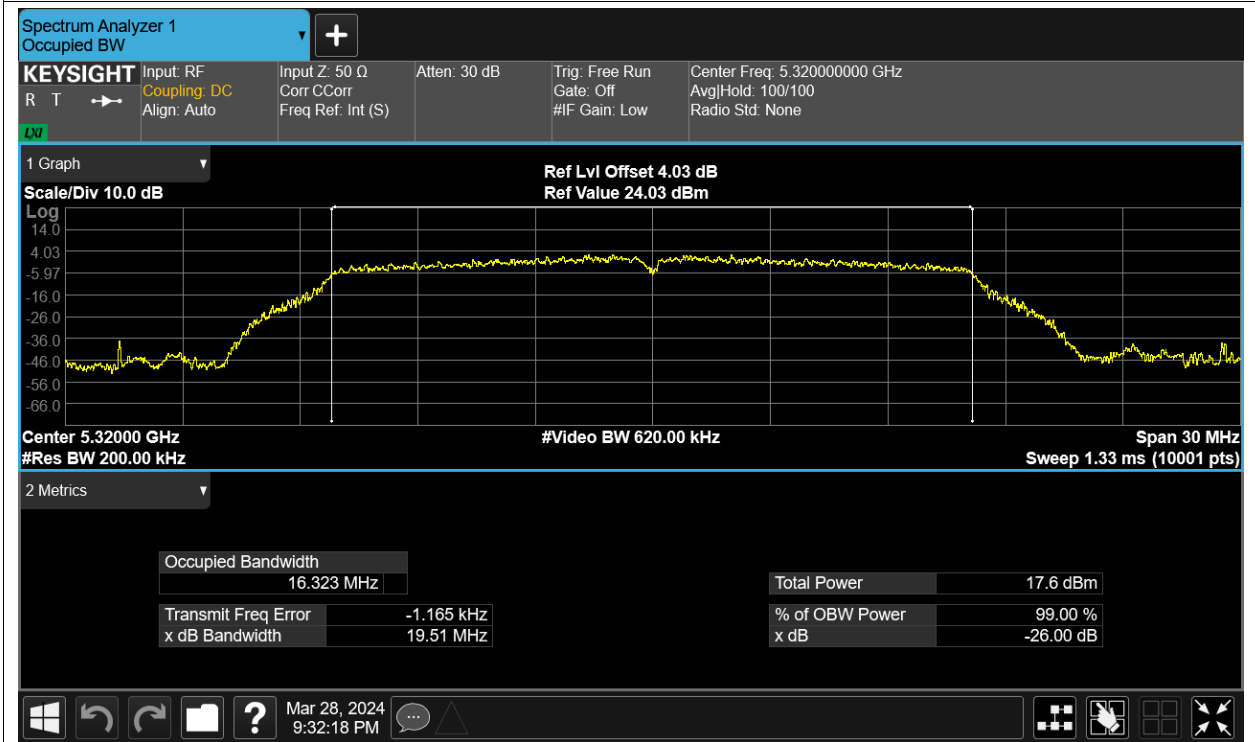 Spectrum Analyzer 1
Occupied BW
KEYSIGHT
R T
LXI
Input: RF
Coupling: DC
Align: Auto
Input Z: 50 Ω
Corr CCorr
Freq Ref: Int (S)
Atten: 30 dB
Trig: Free Run
Gate: Off
#IF Gain: Low
Center Freq: 5.320000000 GHz
Avg|Hold: 100/100
Radio Std: None
1 Graph
Scale/Div 10.0 dB
Ref Lvl Offset 4.03 dB
Ref Value 24.03 dBm
Log
14.0
4.03
-5.97
-16.0
-26.0
-36.0
-46.0
-56.0
-66.0
Center 5.32000 GHz
#Res BW 200.00 kHz
#Video BW 620.00 kHz
Span 30 MHz
Sweep 1.33 ms (10001 pts)
2 Metrics
Occupied Bandwidth
16.323 MHz
Transmit Freq Error -1.165 kHz
x dB Bandwidth 19.51 MHz
Total Power 17.6 dBm
% of OBW Power 99.00 %
x dB -26.00 dB
?
Mar 28, 2024
9:32:18 PM